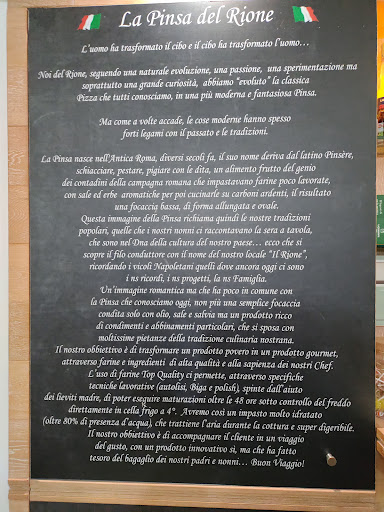 La Pinsa del Rione
L'uomo ha trasformato il cibo e il cibo ha trasformato l'uomo…
Noi del Rione, seguendo una naturale evoluzione, una passione, una sperimentazione ma
soprattutto una grande curiosità, abbiamo "evoluto" la classica
Pizza che tutti conosciamo, in una più moderna e fantasiosa Pinsa.
Ma come a volte accade, le cose moderne hanno spesso
forti legami con il passato e le tradizioni.
La Pinsa nasce nell'Antica Roma, diversi secoli fa, il suo nome deriva dal latino Pinsère,
schiacciare, pestare, pigiare con le dita, un alimento frutto del genio
dei contadini della campagna romana che impastavano farine poco lavorate,
con sale ed erbe aromatiche per poi cucinarle su carboni ardenti, il risultato
una focaccia bassa, di forma allungata e ovale.
Questa immagine della Pinsa richiama quindi le nostre tradizioni
popolari, quelle che i nostri nonni ci raccontavano la sera a tavola,
che sono nel Dna della cultura del nostro paese… ecco che si
scopre il filo conduttore con il nome del nostro locale "Il Rione",
ricordando i vicoli Napoletani quelli dove ancora oggi ci sono
i ns ricordi, i ns progetti, la ns Famiglia.
Un'immagine romantica ma che ha poco in comune con
la Pinsa che conosciamo oggi, non più una semplice focaccia
condita solo con olio, sale e salvia ma un prodotto ricco
di condimenti e abbinamenti particolari, che si sposa con
moltissime pietanze della tradizione culinaria nostrana.
Il nostro obbiettivo è di trasformare un prodotto povero in un prodotto gourmet,
attraverso farine e ingredienti di alta qualità e alla sapienza dei nostri Chef.
L'uso di farine Top Quality ci permette, attraverso specifiche
tecniche lavorative (autolisi, Biga e polish), spinte dall'aiuto
dei lieviti madre, di poter eseguire maturazioni oltre le 48 ore sotto controllo del freddo
direttamente in cella frigo a 4°. Avremo così un impasto molto idratato
(oltre 80% di presenza d'acqua), che trattiene l'aria durante la cottura e super digeribile.
Il nostro obbiettivo è di accompagnare il cliente in un viaggio
del gusto, con un prodotto innovativo si, ma che ha fatto
tesoro del bagaglio dei nostri padri e nonni… Buon Viaggio!